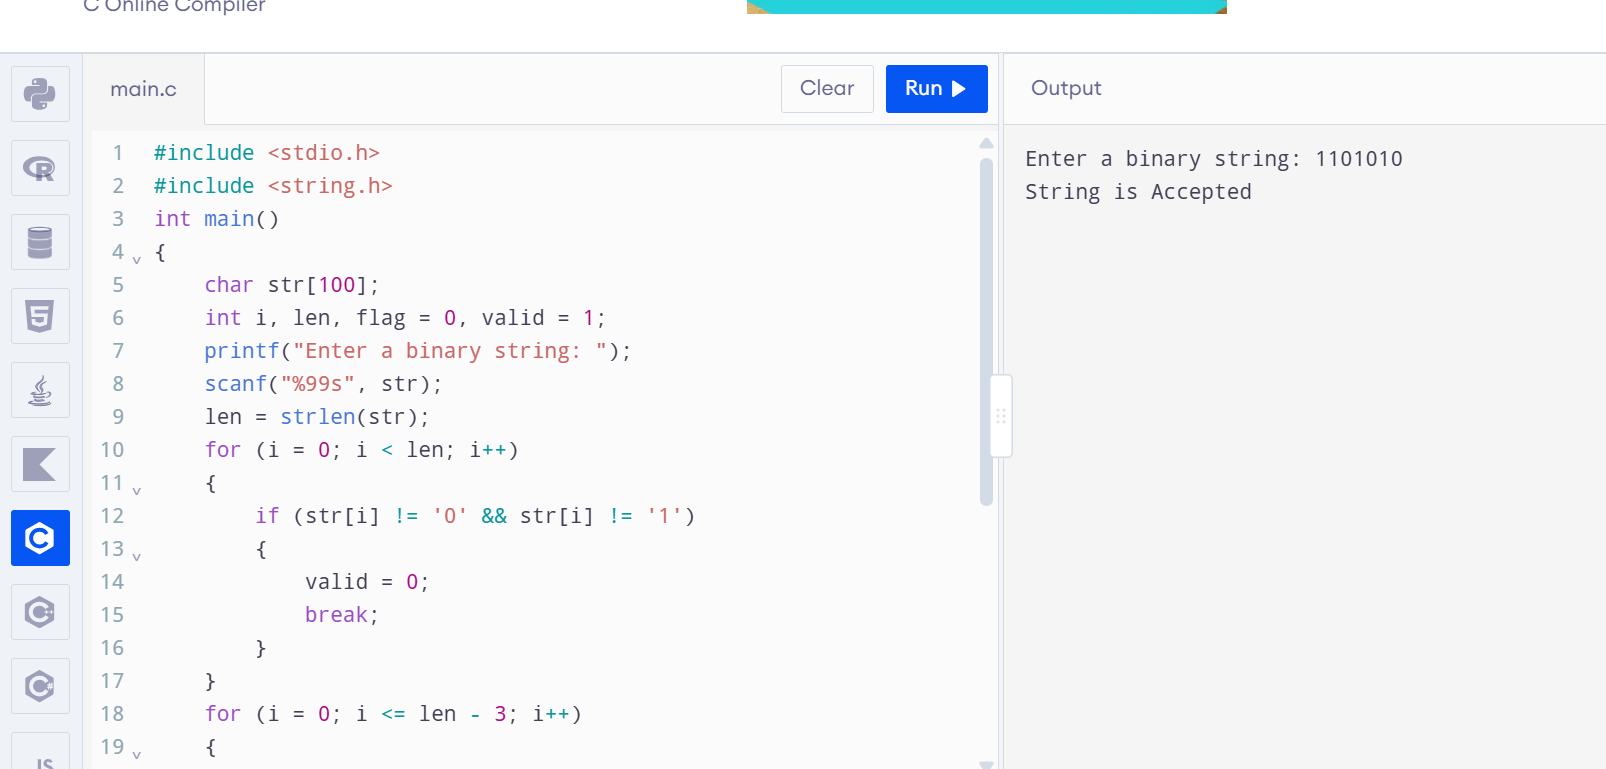 C Online Compiler
main.c
Clear
Run
Output
1 #include <stdio.h>
2 #include <string.h>
3 int main()
4 {
5     char str[100];
6     int i, len, flag = 0, valid = 1;
7     printf("Enter a binary string: ");
8     scanf("%99s", str);
9     len = strlen(str);
10     for (i = 0; i < len; i++)
11     {
12         if (str[i] != '0' && str[i] != '1')
13         {
14             valid = 0;
15             break;
16         }
17     }
18     for (i = 0; i <= len - 3; i++)
19     {
Enter a binary string: 1101010
String is Accepted
R
5
C
C
C#
JS